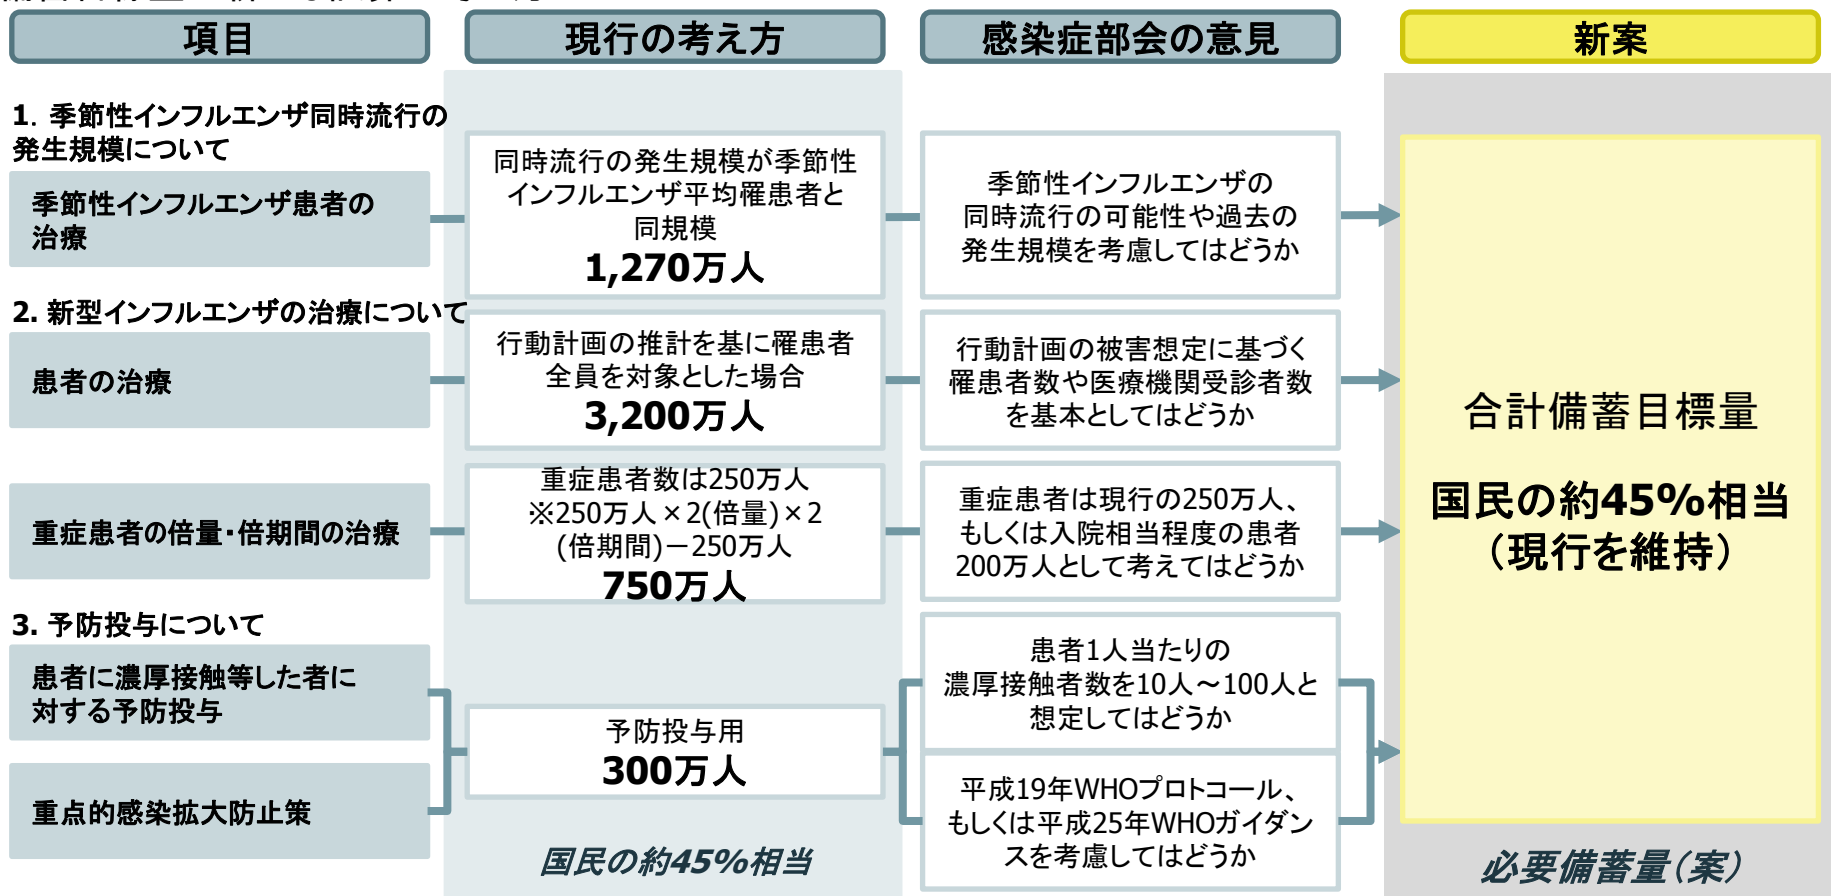 項目
現行の考え方
感染症部会の意見
新案
1. 季節性インフルエンザ同時流行の
発生規模について
季節性インフルエンザ患者の
治療
同時流行の発生規模が季節性
インフルエンザ平均罹患者と
同規模
1,270万人
季節性インフルエンザの
同時流行の可能性や過去の
発生規模を考慮してはどうか
2. 新型インフルエンザの治療について
患者の治療
行動計画の推計を基に罹患者
全員を対象とした場合
3,200万人
行動計画の被害想定に基づく
罹患者数や医療機関受診者数
を基本としてはどうか
重症患者の倍量・倍期間の治療
重症患者数は250万人
※250万人×2(倍量)×2
(倍期間)－250万人
750万人
重症患者は現行の250万人、
もしくは入院相当程度の患者
200万人として考えてはどうか
3. 予防投与について
患者に濃厚接触等した者に
対する予防投与
重点的感染拡大防止策
予防投与用
300万人
患者1人当たりの
濃厚接触者数を10人～100人と
想定してはどうか
平成19年WHOプロトコール、
もしくは平成25年WHOガイダン
スを考慮してはどうか
国民の約45%相当
合計備蓄目標量
国民の約45%相当
（現行を維持）
必要備蓄量（案）